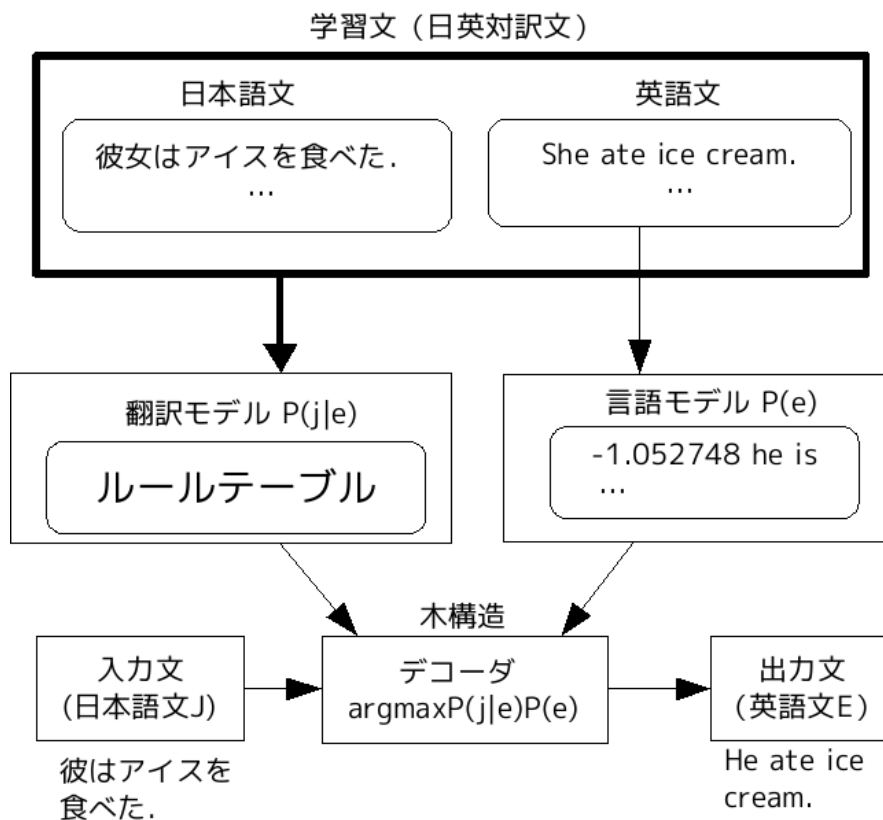 学習文 (日英対訳文)
日本語文
英語文
彼女はアイスを食べた.
…
She ate ice cream.
…
翻訳モデル P(j|e)
ルールテーブル
言語モデル P(e)
-1.052748 he is
…
木構造
入力文
(日本語文J)
デコーダ
argmaxP(j|e)P(e)
出力文
(英語文E)
彼はアイスを
食べた.
He ate ice
cream.